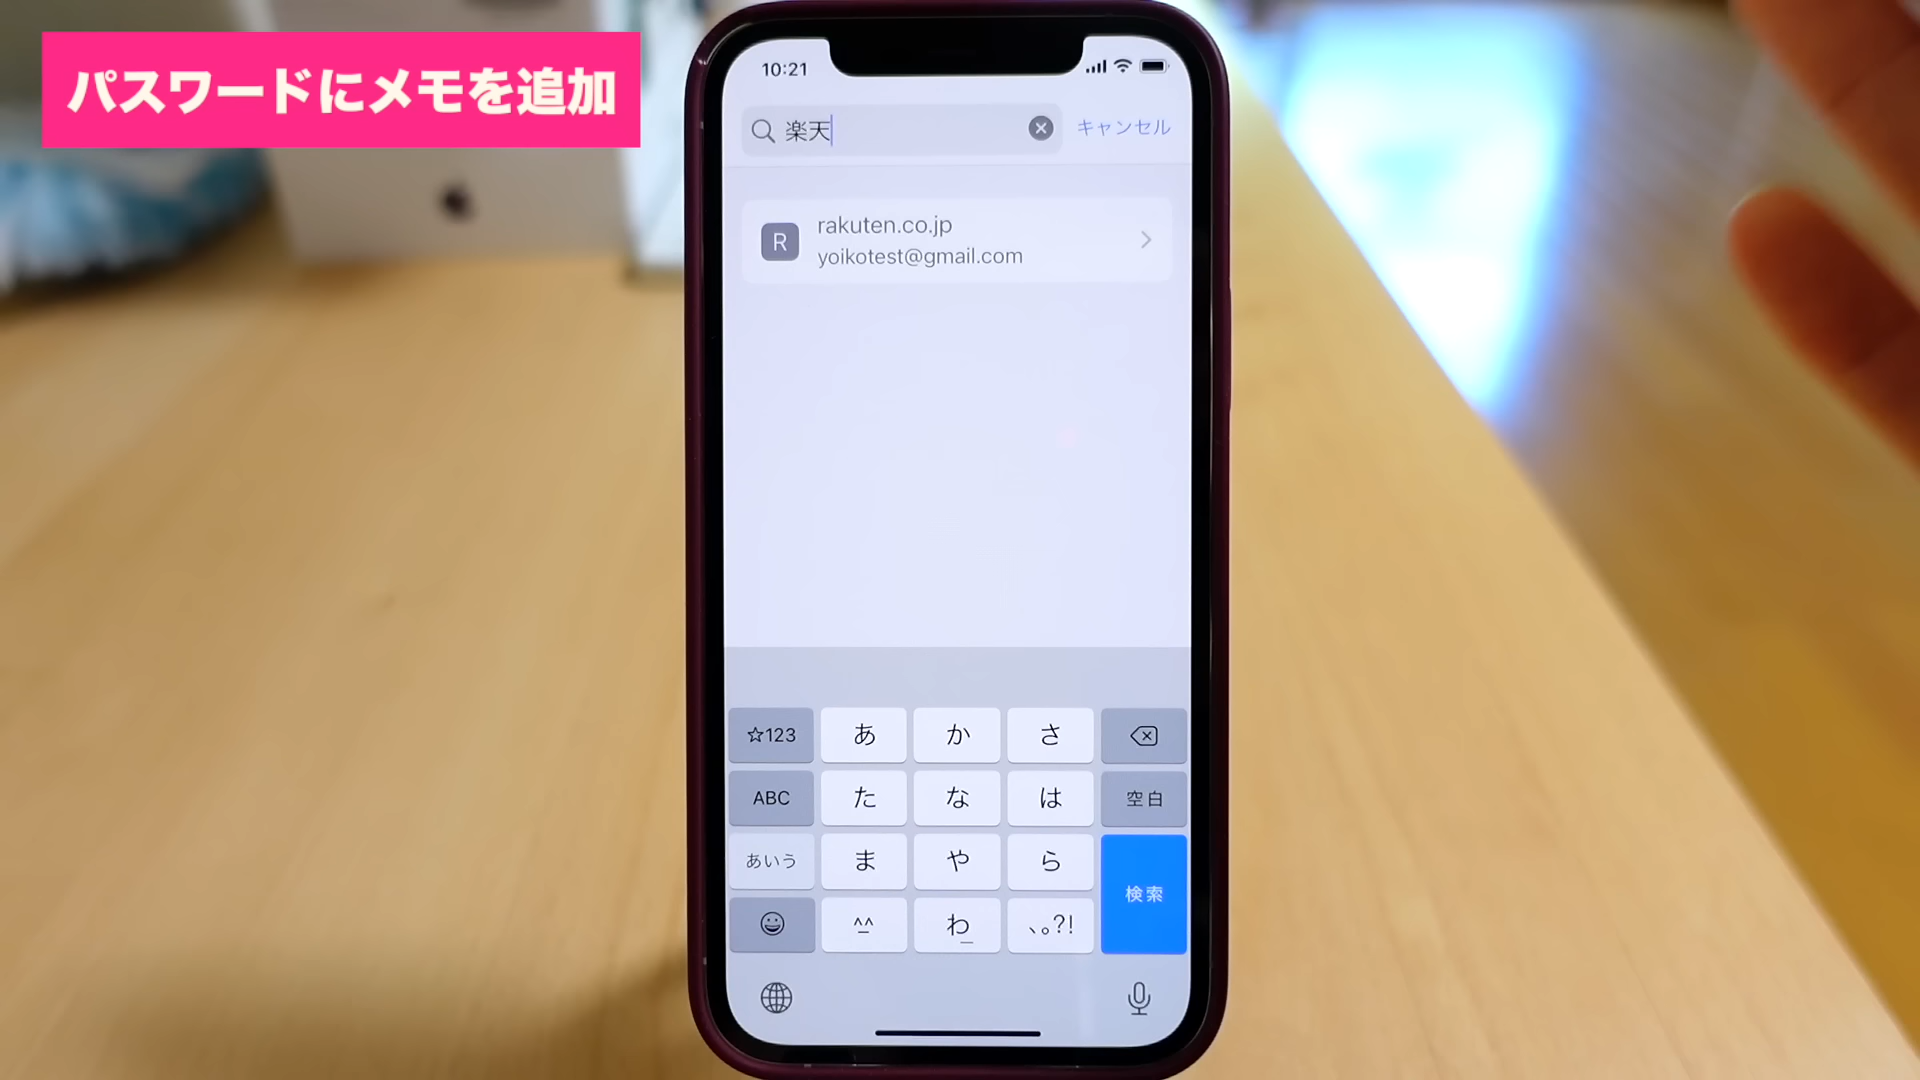 パスワードにメモを追加
10:21
楽天
キャンセル
R
rakuten.co.jp
yoikotest@gmail.com
☆123
あ
か
さ
ABC
た
な
は
空白
あいう
ま
や
ら
検索
^^
わ
、。?!